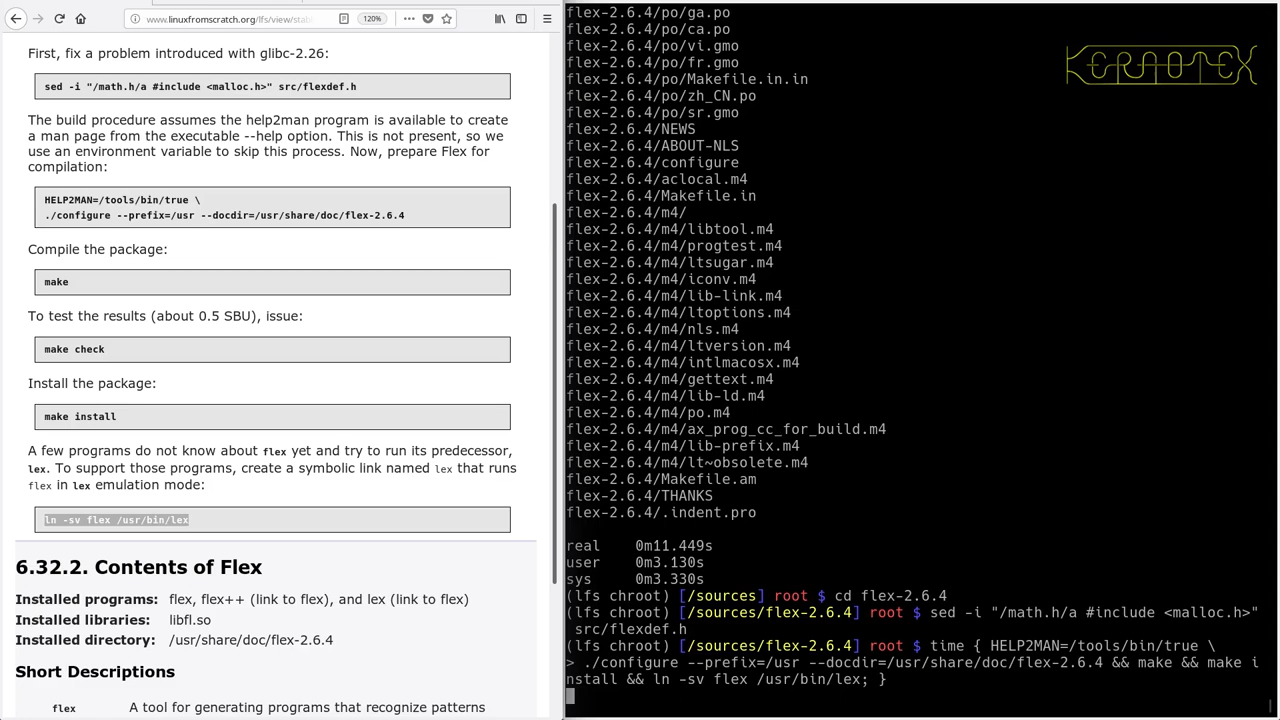 www.linuxfromscratch.org/lfs/view/stabl
120%
First, fix a problem introduced with glibc-2.26:
sed -i "/math.h/a #include <malloc.h>" src/flexdef.h
The build procedure assumes the help2man program is available to create
a man page from the executable --help option. This is not present, so we
use an environment variable to skip this process. Now, prepare Flex for
compilation:
HELP2MAN=/tools/bin/true \
./configure --prefix=/usr --docdir=/usr/share/doc/flex-2.6.4
Compile the package:
make
To test the results (about 0.5 SBU), issue:
make check
Install the package:
make install
A few programs do not know about flex yet and try to run its predecessor,
lex. To support those programs, create a symbolic link named lex that runs
flex in lex emulation mode:
ln -sv flex /usr/bin/lex
6.32.2. Contents of Flex
Installed programs: flex, flex++ (link to flex), and lex (link to flex)
Installed libraries: libfl.so
Installed directory: /usr/share/doc/flex-2.6.4
Short Descriptions
flex A tool for generating programs that recognize patterns
flex-2.6.4/po/ga.po
flex-2.6.4/po/ca.po
flex-2.6.4/po/vi.gmo
flex-2.6.4/po/fr.gmo
flex-2.6.4/po/Makefile.in.in
flex-2.6.4/po/zh_CN.po
flex-2.6.4/po/sr.gmo
flex-2.6.4/NEWS
flex-2.6.4/ABOUT-NLS
flex-2.6.4/configure
flex-2.6.4/aclocal.m4
flex-2.6.4/Makefile.in
flex-2.6.4/m4/
flex-2.6.4/m4/libtool.m4
flex-2.6.4/m4/progtest.m4
flex-2.6.4/m4/ltsugar.m4
flex-2.6.4/m4/iconv.m4
flex-2.6.4/m4/lib-link.m4
flex-2.6.4/m4/ltoptions.m4
flex-2.6.4/m4/nls.m4
flex-2.6.4/m4/ltversion.m4
flex-2.6.4/m4/intlmacosx.m4
flex-2.6.4/m4/gettext.m4
flex-2.6.4/m4/lib-ld.m4
flex-2.6.4/m4/po.m4
flex-2.6.4/m4/ax_prog_cc_for_build.m4
flex-2.6.4/m4/lib-prefix.m4
flex-2.6.4/m4/lt~obsolete.m4
flex-2.6.4/Makefile.am
flex-2.6.4/THANKS
flex-2.6.4/.indent.pro
real 0m11.449s
user 0m3.130s
sys 0m3.330s
(lfs chroot) [/sources] root $ cd flex-2.6.4
(lfs chroot) [/sources/flex-2.6.4] root $ sed -i "/math.h/a #include <malloc.h>"
src/flexdef.h
(lfs chroot) [/sources/flex-2.6.4] root $ time { HELP2MAN=/tools/bin/true \
> ./configure --prefix=/usr --docdir=/usr/share/doc/flex-2.6.4 && make && make i
nstall && ln -sv flex /usr/bin/lex; }